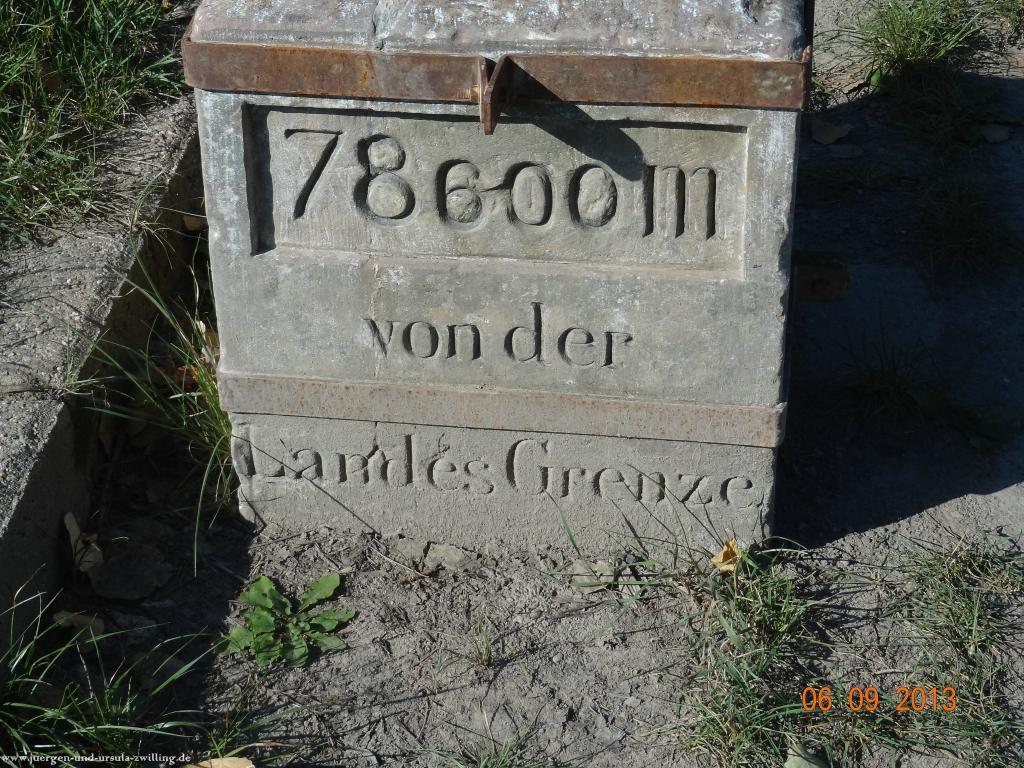 78600m
von der
Landes Grenze
06 09 2013
www.juergen-und-ursula-zwilling.de